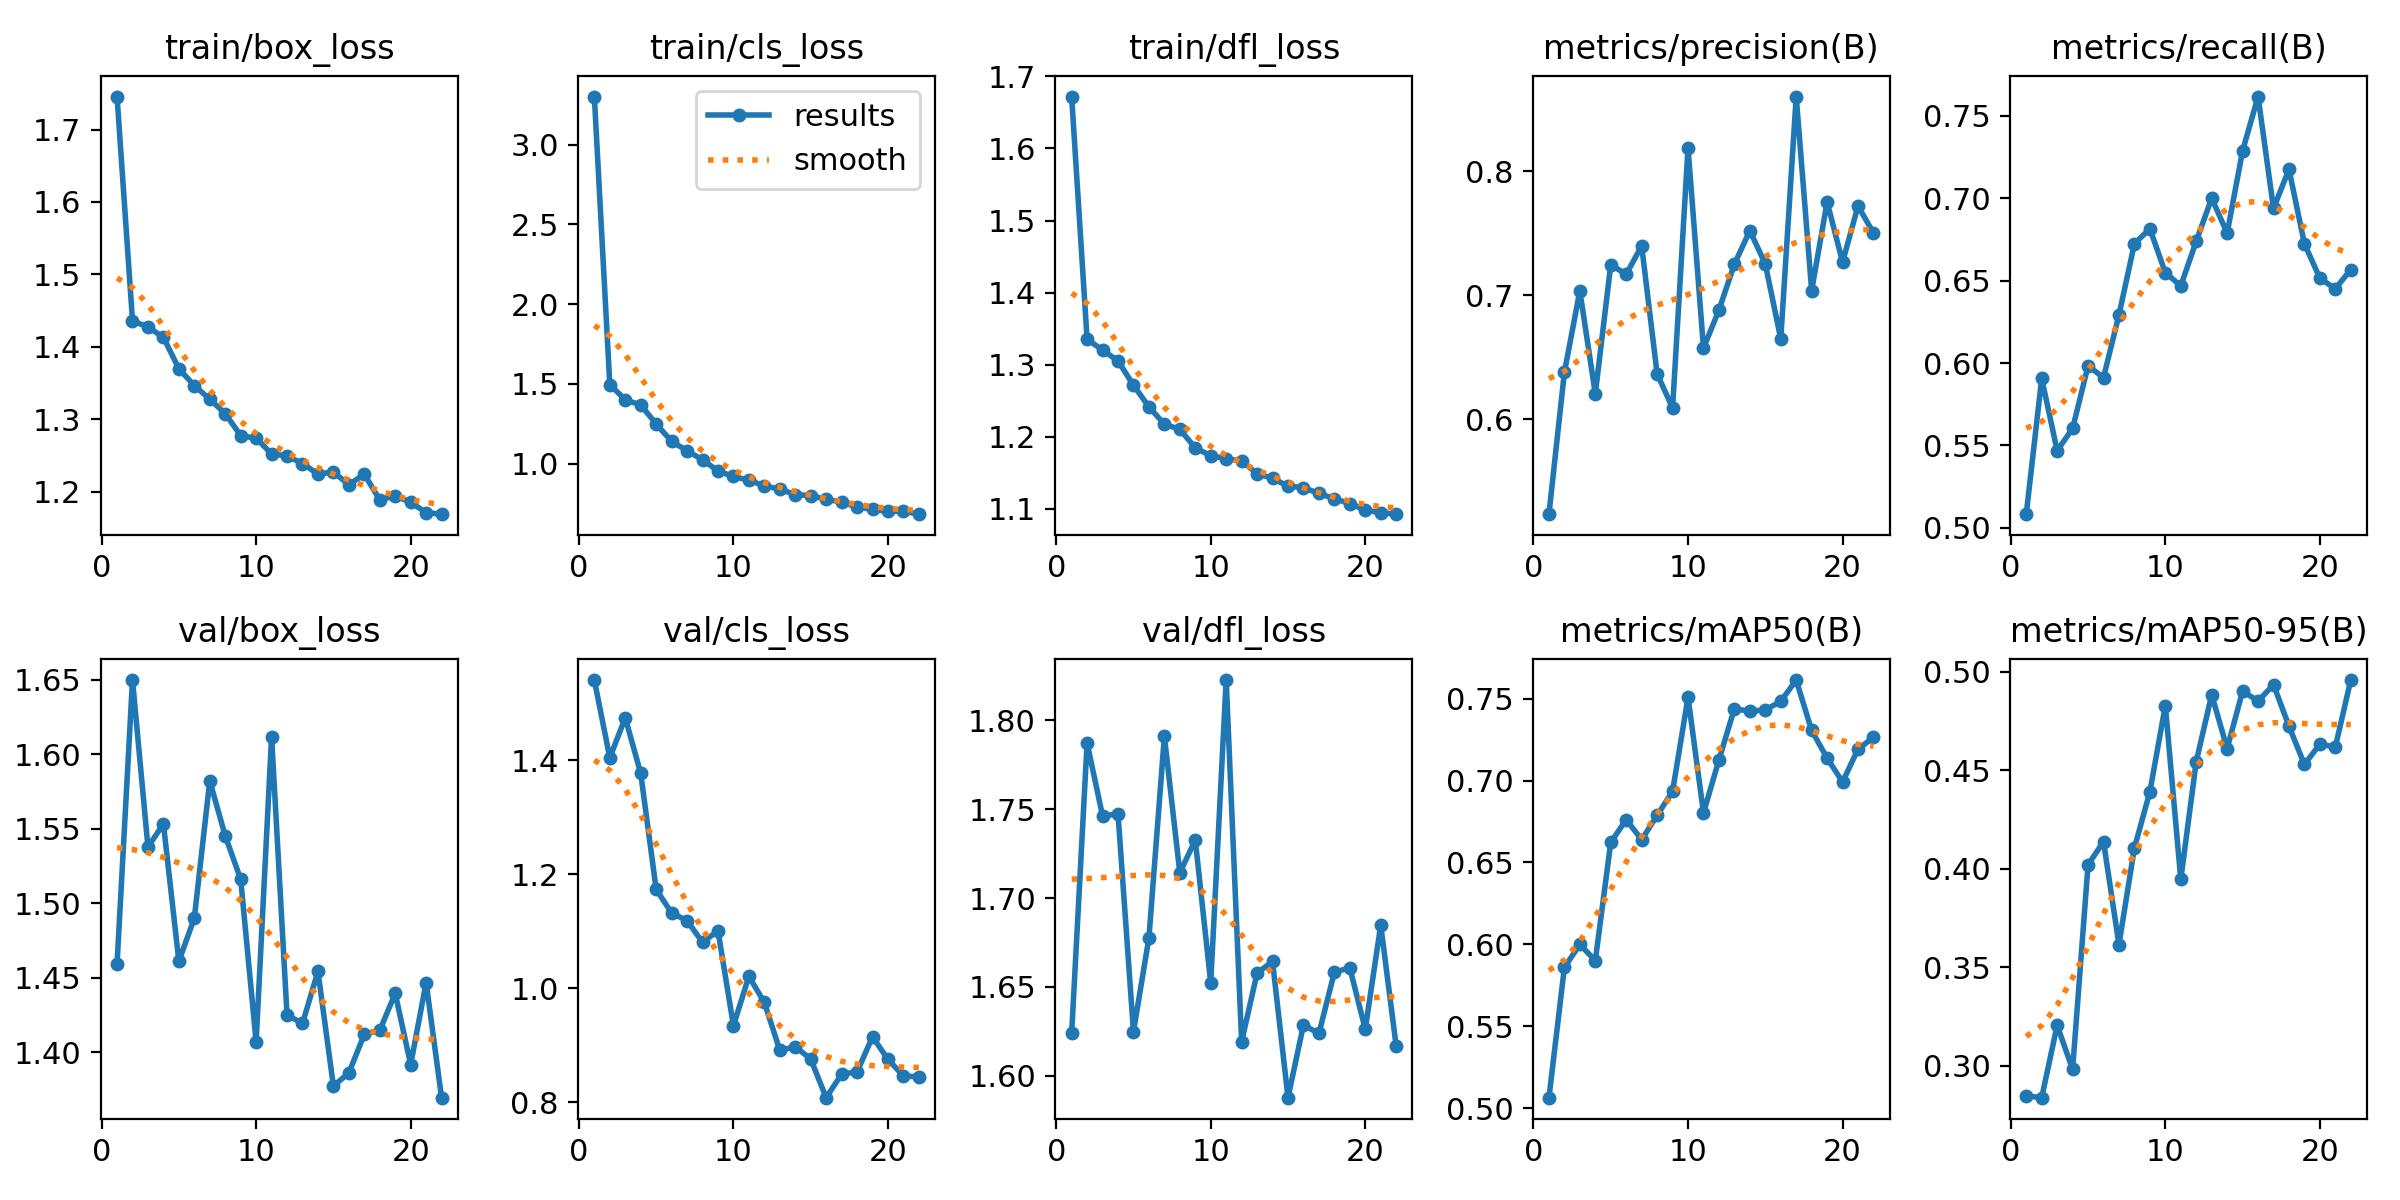 train/box_loss
train/cls_loss
train/dfl_loss
metrics/precision(B)
metrics/recall(B)
1.7
1.6
1.5
1.4
1.3
1.2
0 10 20
3.0
2.5
2.0
1.5
1.0
0 10 20
results
smooth
1.7
1.6
1.5
1.4
1.3
1.2
1.1
0 10 20
0.8
0.7
0.6
0 10 20
0.75
0.70
0.65
0.60
0.55
0.50
0 10 20
val/box_loss
val/cls_loss
val/dfl_loss
metrics/mAP50(B)
metrics/mAP50-95(B)
1.65
1.60
1.55
1.50
1.45
1.40
0 10 20
1.4
1.2
1.0
0.8
0 10 20
1.80
1.75
1.70
1.65
1.60
0 10 20
0.75
0.70
0.65
0.60
0.55
0.50
0 10 20
0.50
0.45
0.40
0.35
0.30
0 10 20